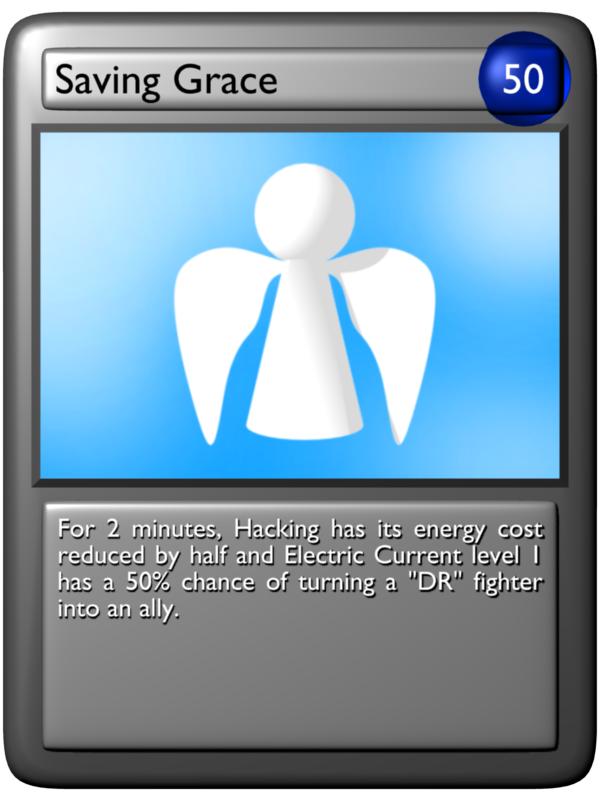 Saving Grace
50
For 2 minutes, Hacking has its energy cost
reduced by half and Electric Current level 1
has a 50% chance of turning a "DR" fighter
into an ally.